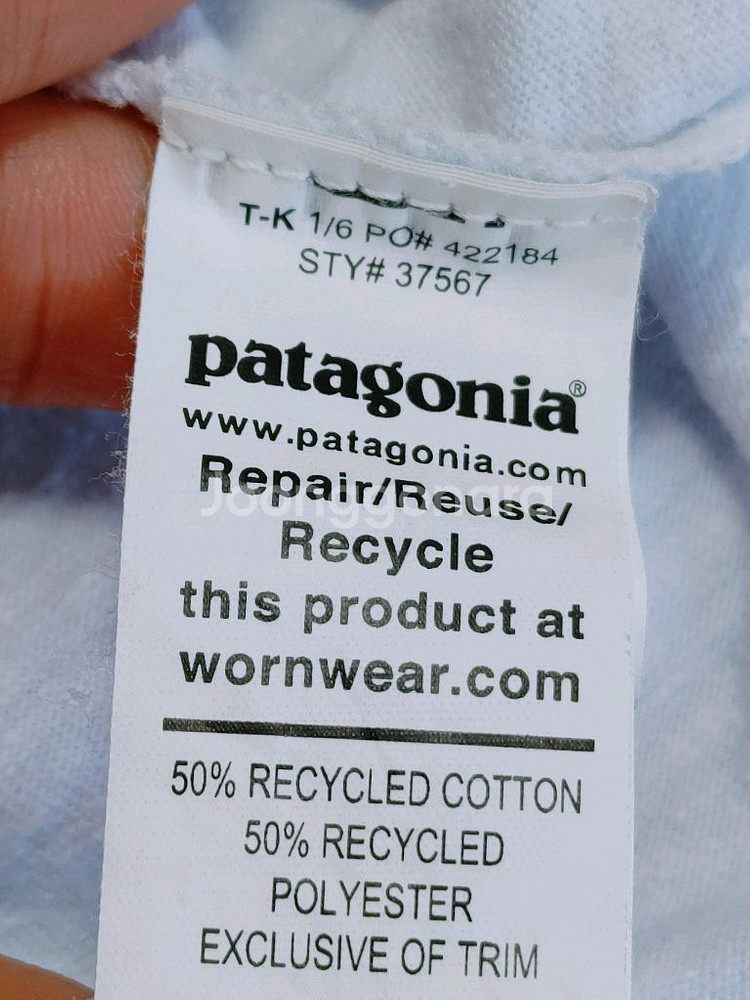 T-K 1/6 PO# 422184
STY# 37567
patagonia®
www.patagonia.com
Repair/Reuse/
Joonggonara
Recycle
this product at
wornwear.com
50% RECYCLED COTTON
50% RECYCLED
POLYESTER
EXCLUSIVE OF TRIM